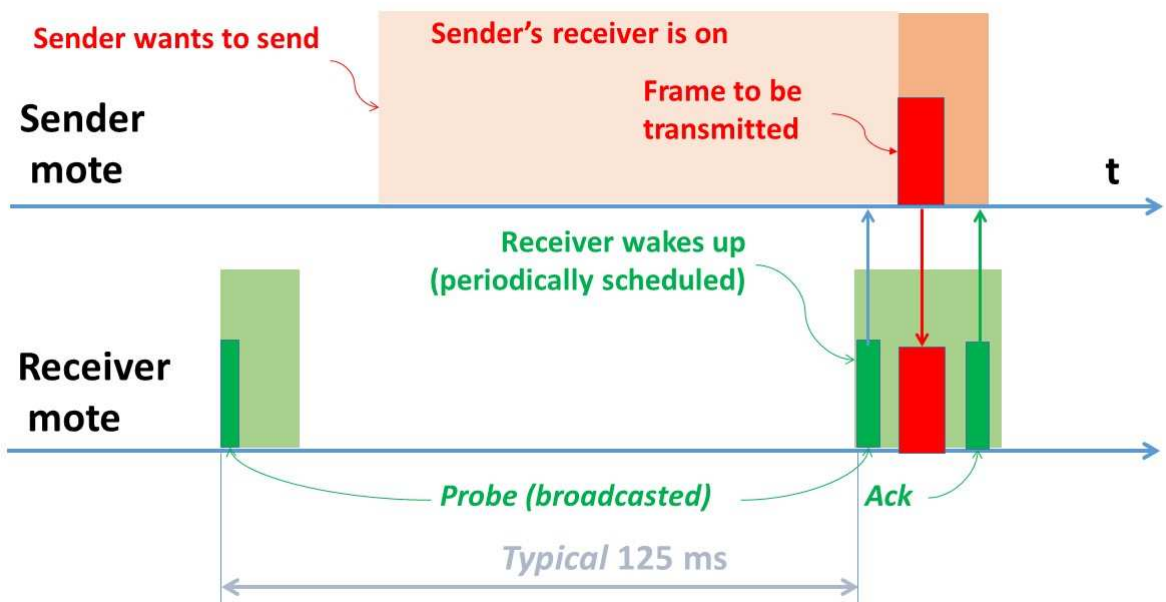 Sender wants to send
Sender’s receiver is on
Frame to be
transmitted
Sender
mote
t
Receiver wakes up
(periodically scheduled)
Receiver
mote
Probe (broadcasted)
Ack
Typical 125 ms